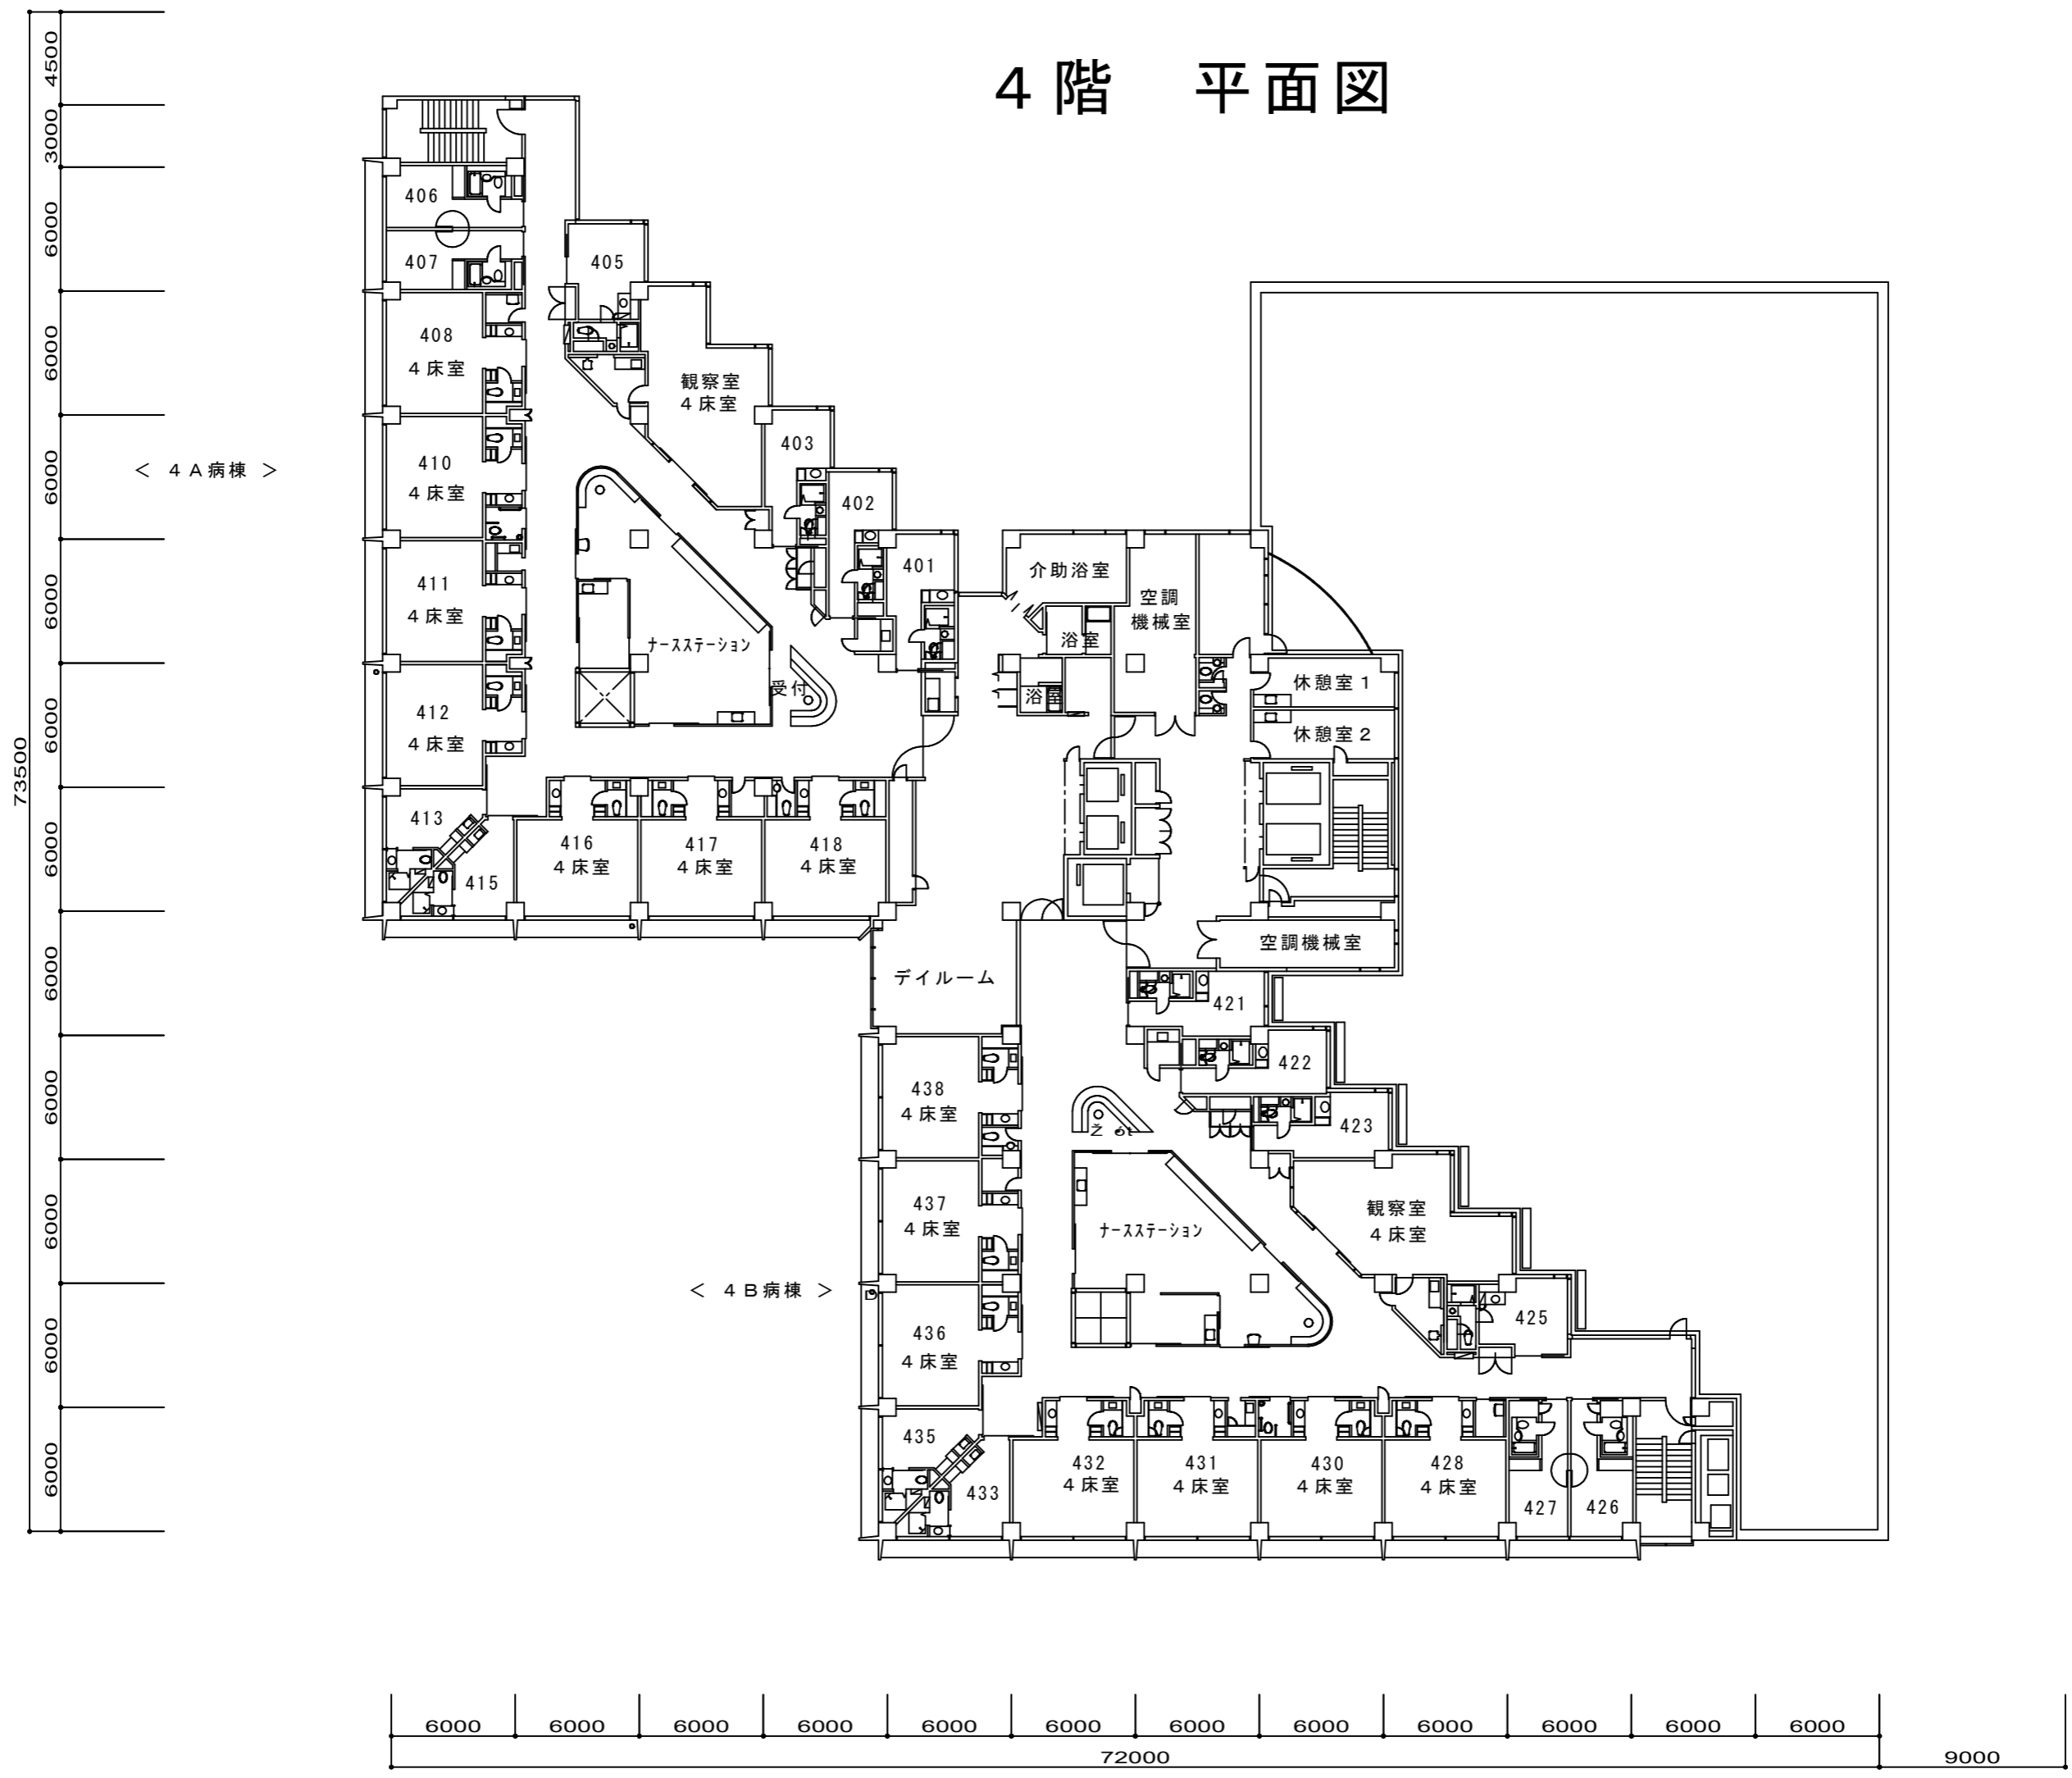 ４階　平面図
4500
3000
6000
6000
6000
6000
6000
6000
6000
6000
6000
6000
6000
73500
＜ ４Ａ病棟 ＞
406
407
405
408
４床室
観察室
４床室
403
410
４床室
402
401
411
４床室
介助浴室
空調
機械室
浴室
ﾅｰｽｽﾃｰｼｮﾝ
受付
浴室
休憩室１
休憩室２
412
４床室
413
415
416
４床室
417
４床室
418
４床室
空調機械室
デイルーム
421
422
423
438
４床室
437
４床室
ﾅｰｽｽﾃｰｼｮﾝ
観察室
４床室
＜ ４Ｂ病棟 ＞
436
４床室
425
435
433
432
４床室
431
４床室
430
４床室
428
４床室
427
426
6000
6000
6000
6000
6000
6000
6000
6000
6000
6000
6000
6000
72000
9000